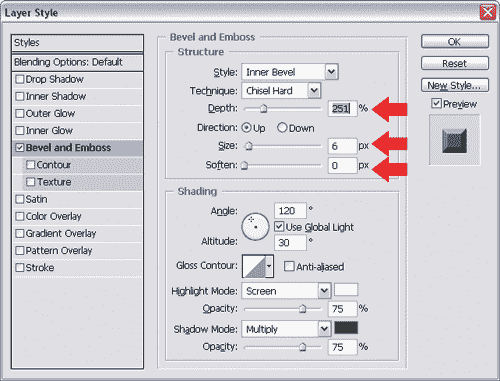 Layer Style
Styles
Blending Options: Default
Drop Shadow
Inner Shadow
Outer Glow
Inner Glow
Bevel and Emboss
Contour
Texture
Satin
Color Overlay
Gradient Overlay
Pattern Overlay
Stroke
Bevel and Emboss
Structure
Style: Inner Bevel
Technique: Chisel Hard
Depth: 251 %
Direction: Up Down
Size: 6 px
Soften: 0 px
Shading
Angle: 120 °
Use Global Light
Altitude: 30 °
Gloss Contour: Anti-aliased
Highlight Mode: Screen
Opacity: 75 %
Shadow Mode: Multiply
Opacity: 75 %
OK
Reset
New Style...
Preview